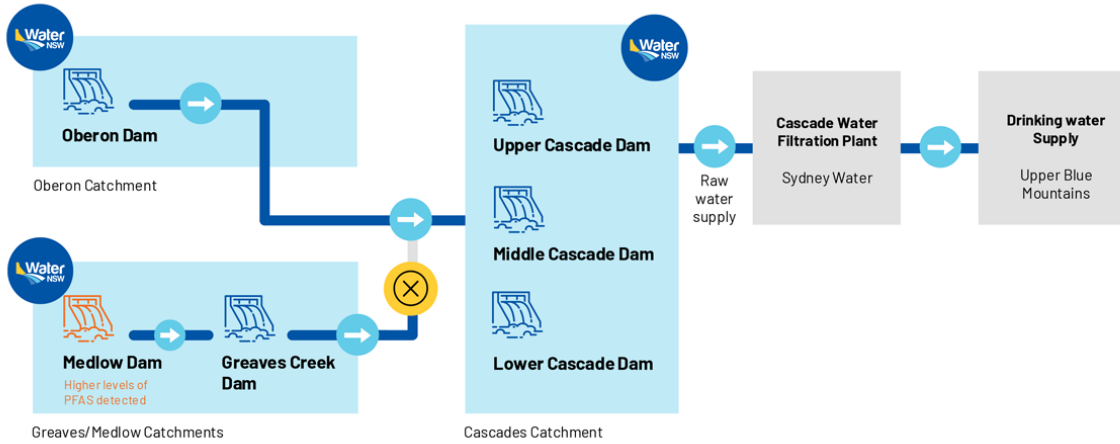 Water
NSW
Oberon Dam
Oberon Catchment
Water
NSW
Medlow Dam
Higher levels of
PFAS detected
Greaves Creek
Dam
Greaves/Medlow Catchments
Water
NSW
Upper Cascade Dam
Middle Cascade Dam
Lower Cascade Dam
Cascades Catchment
Raw
water
supply
Cascade Water
Filtration Plant
Sydney Water
Drinking water
Supply
Upper Blue
Mountains